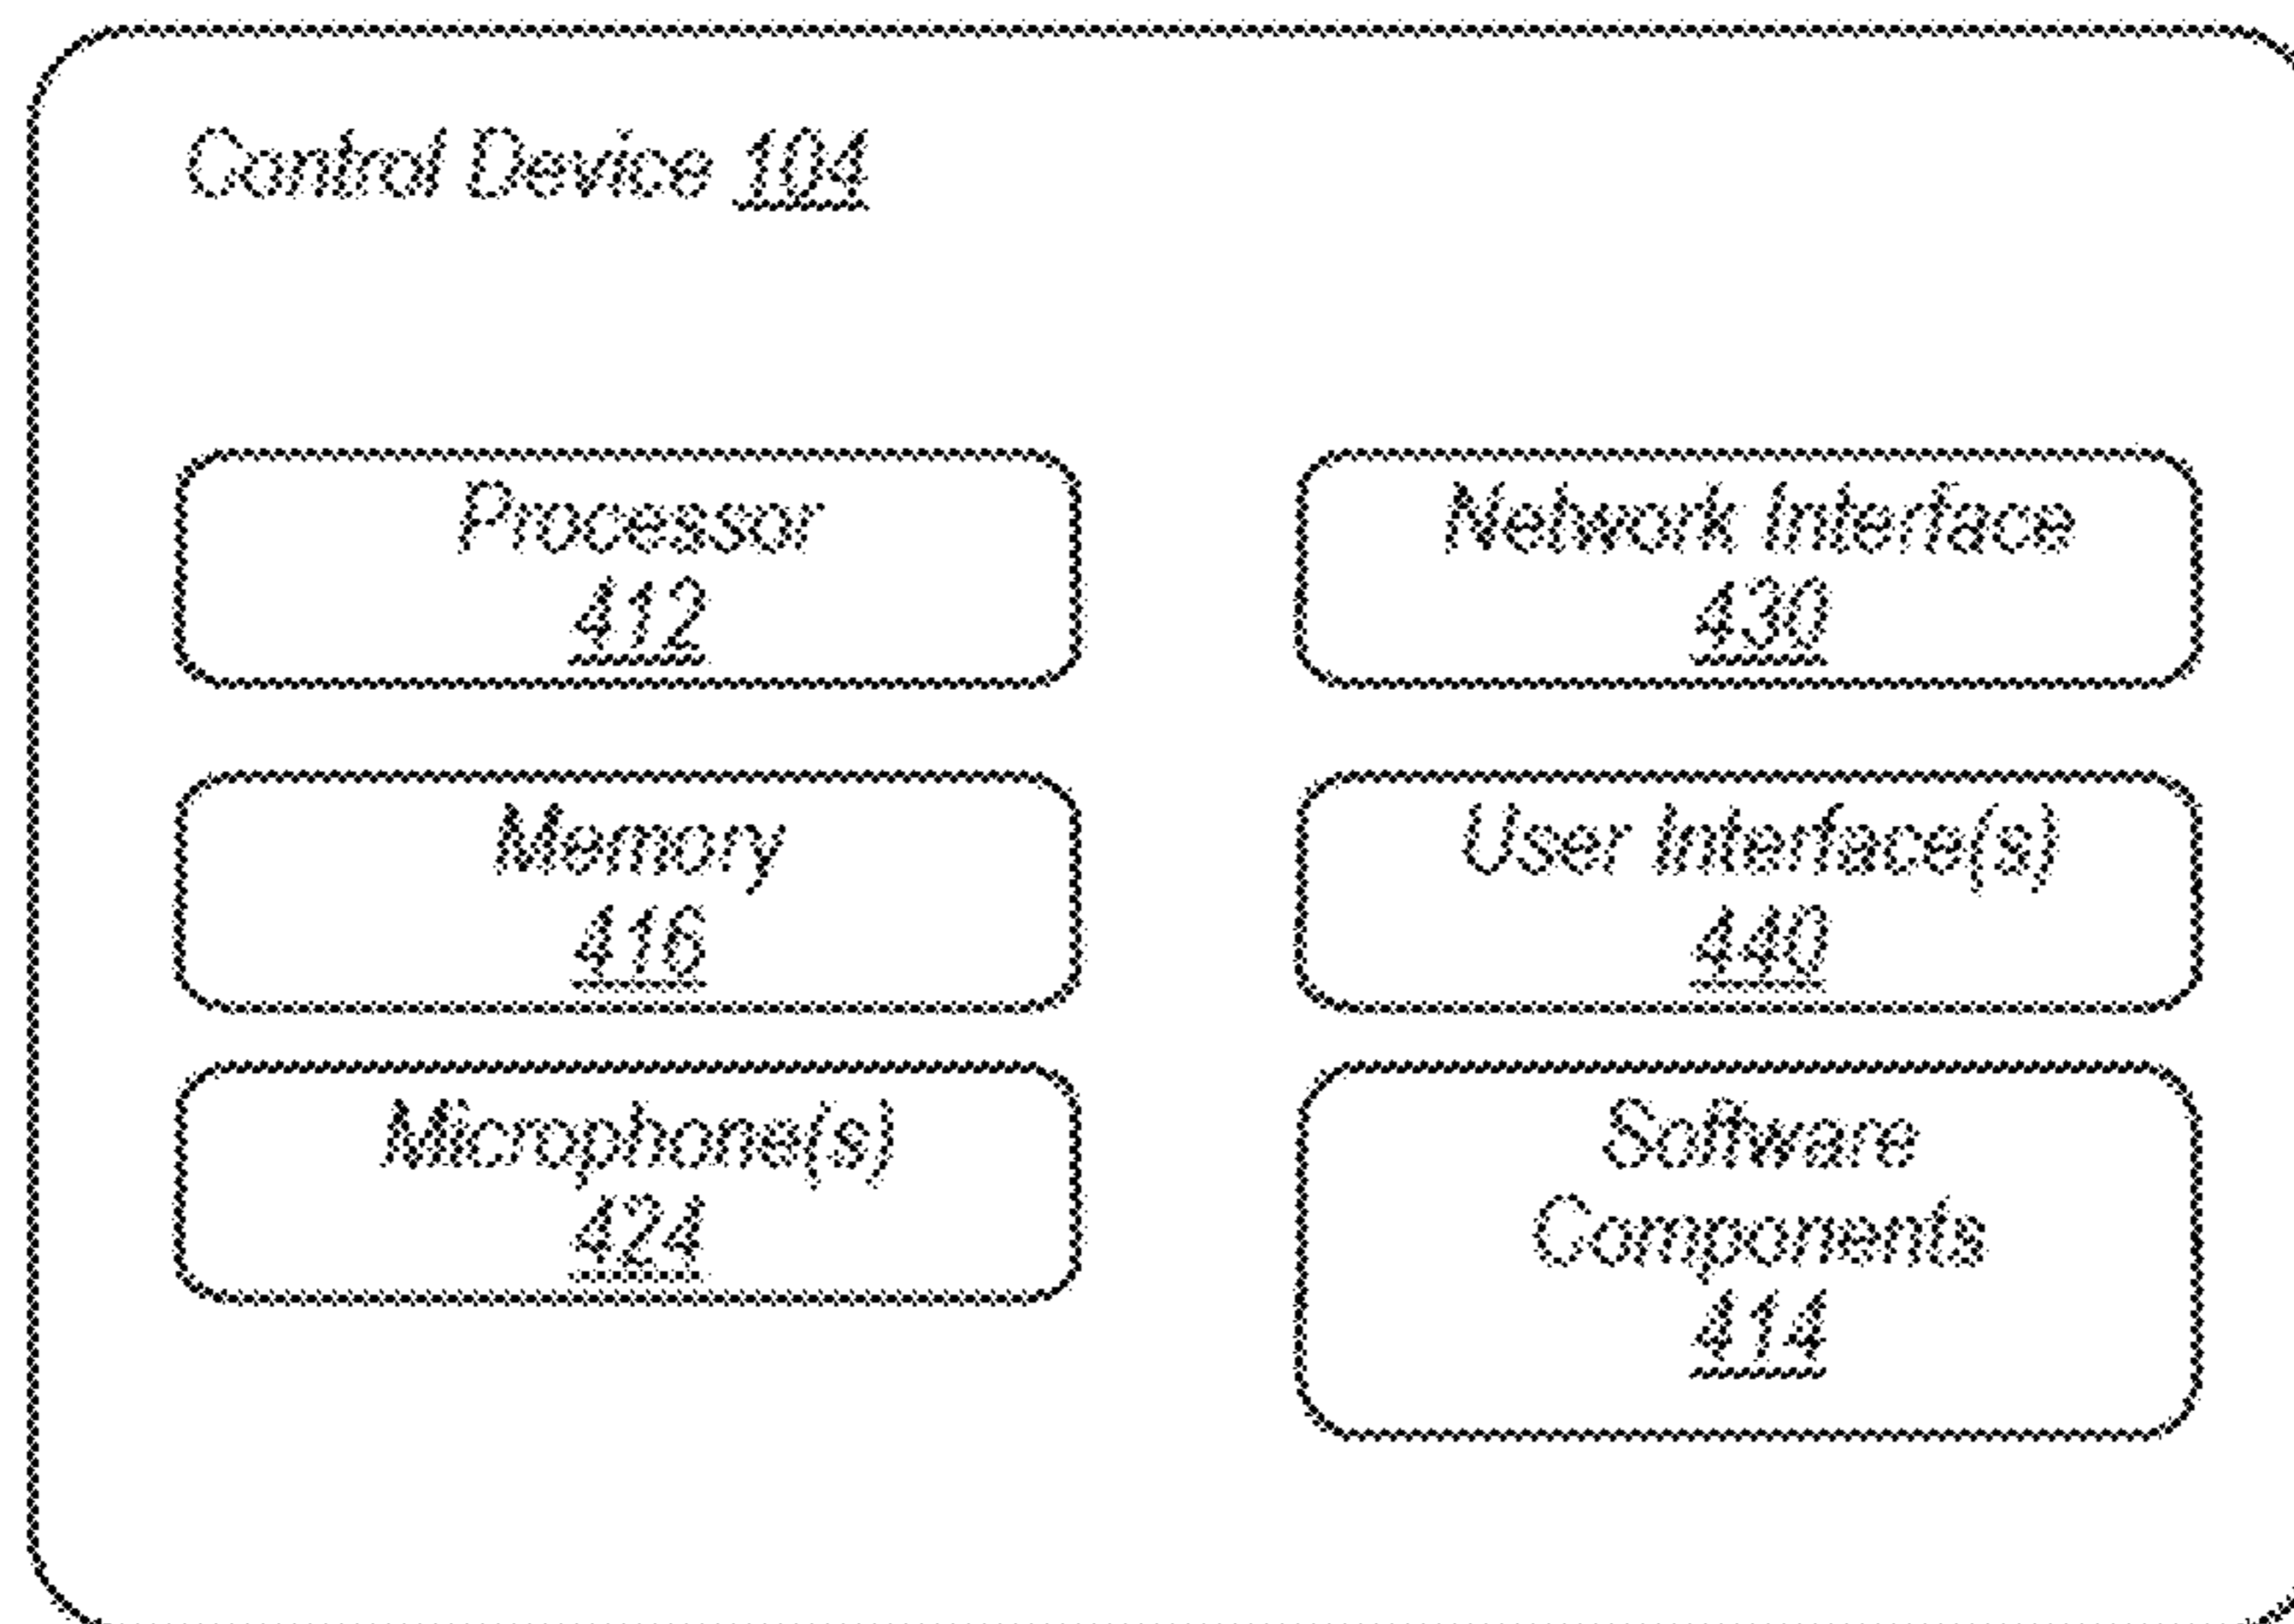 Control Device 104
Processor
412
Network Interface
430
Memory
416
User Interface(s)
440
Microphone(s)
424
Software
Components
414